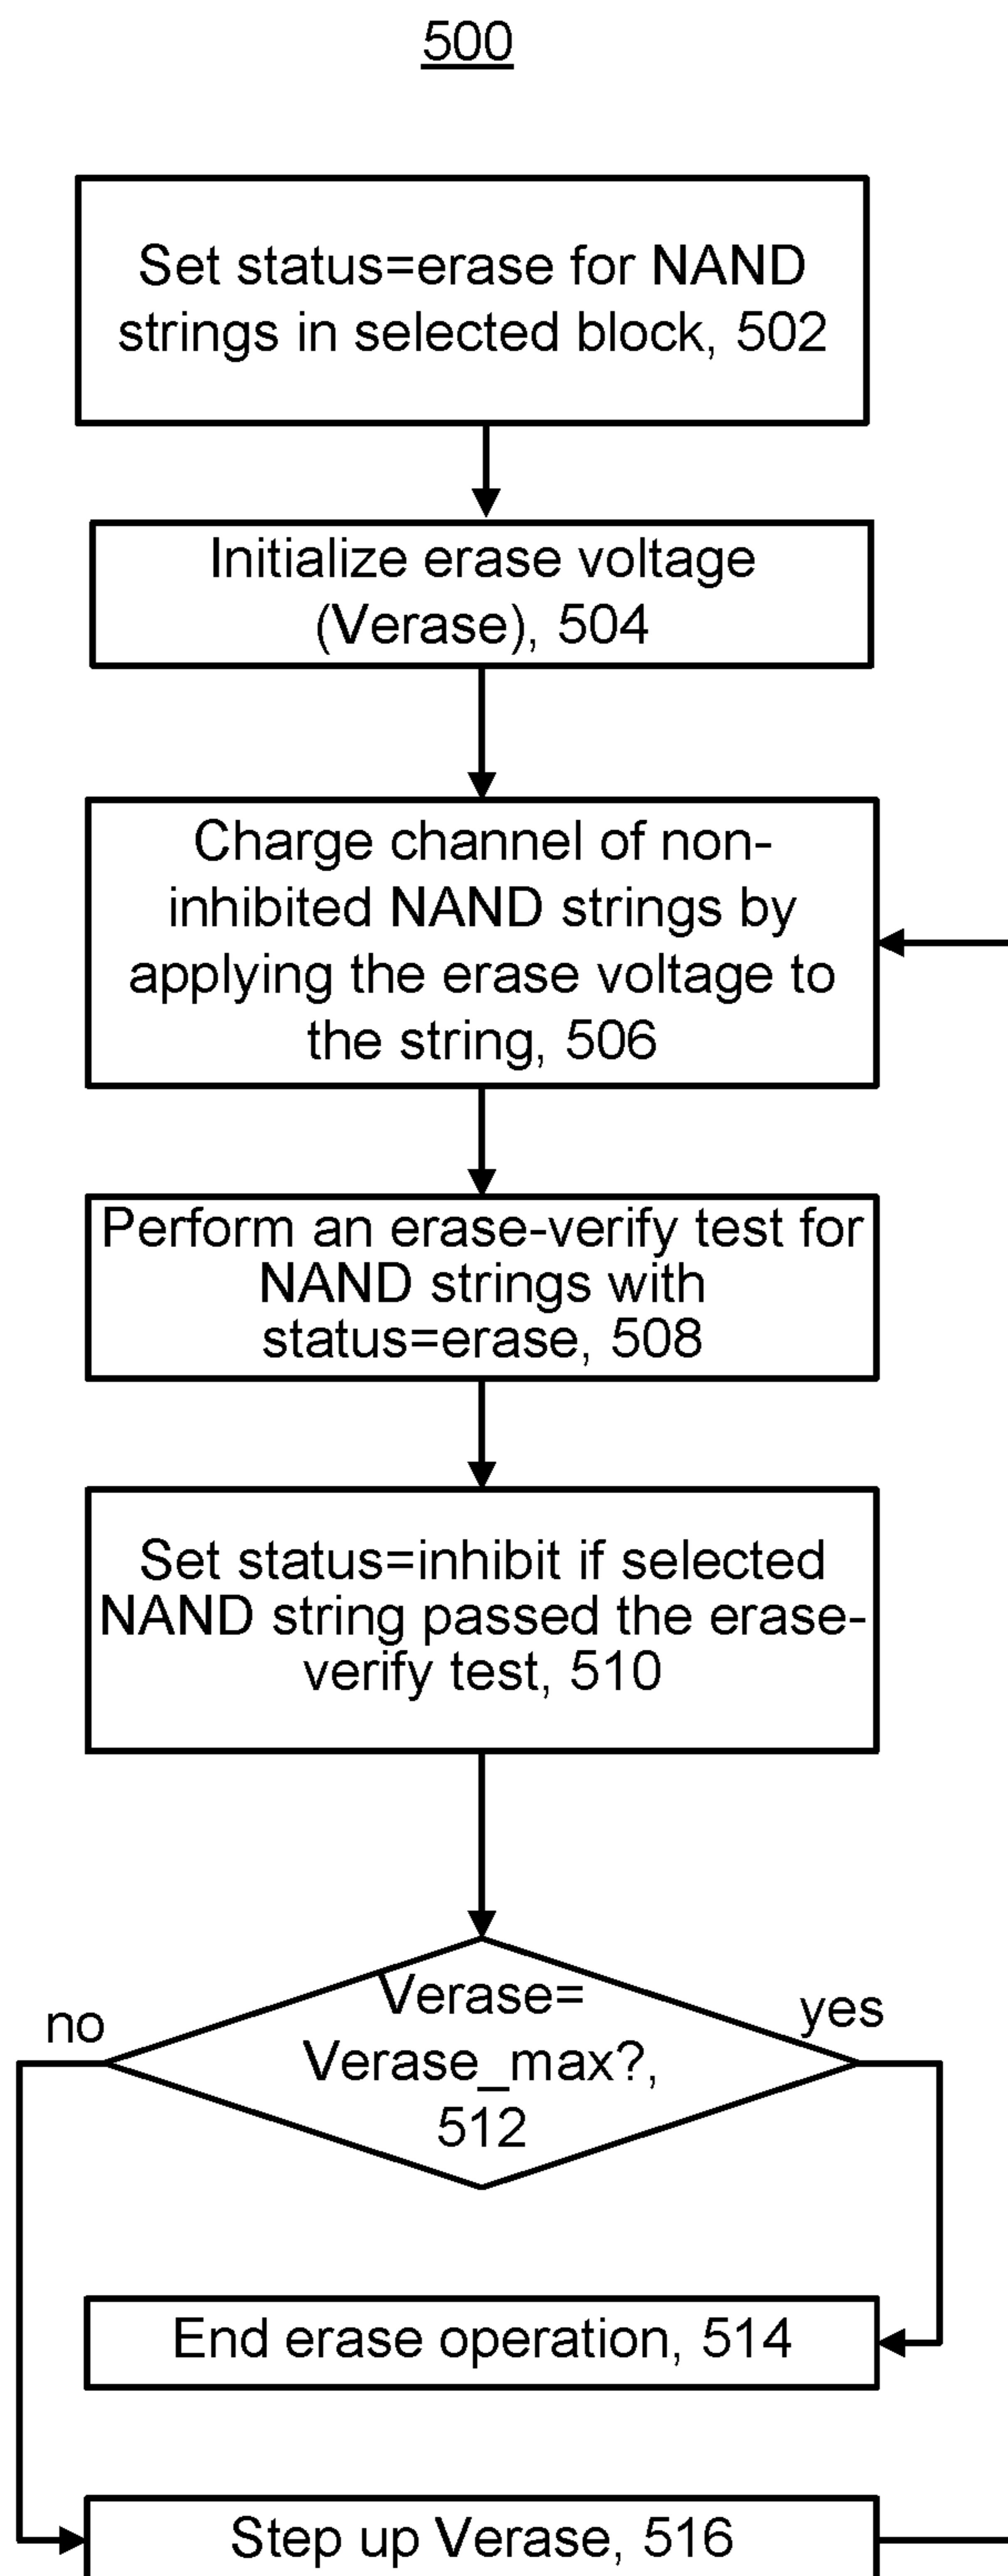 500
Set status=erase for NAND
strings in selected block, 502
Initialize erase voltage
(Verase), 504
Charge channel of non-
inhibited NAND strings by
applying the erase voltage to
the string, 506
Perform an erase-verify test for
NAND strings with
status=erase, 508
Set status=inhibit if selected
NAND string passed the erase-
verify test, 510
Verase=
Verase_max?,
512
no
yes
End erase operation, 514
Step up Verase, 516